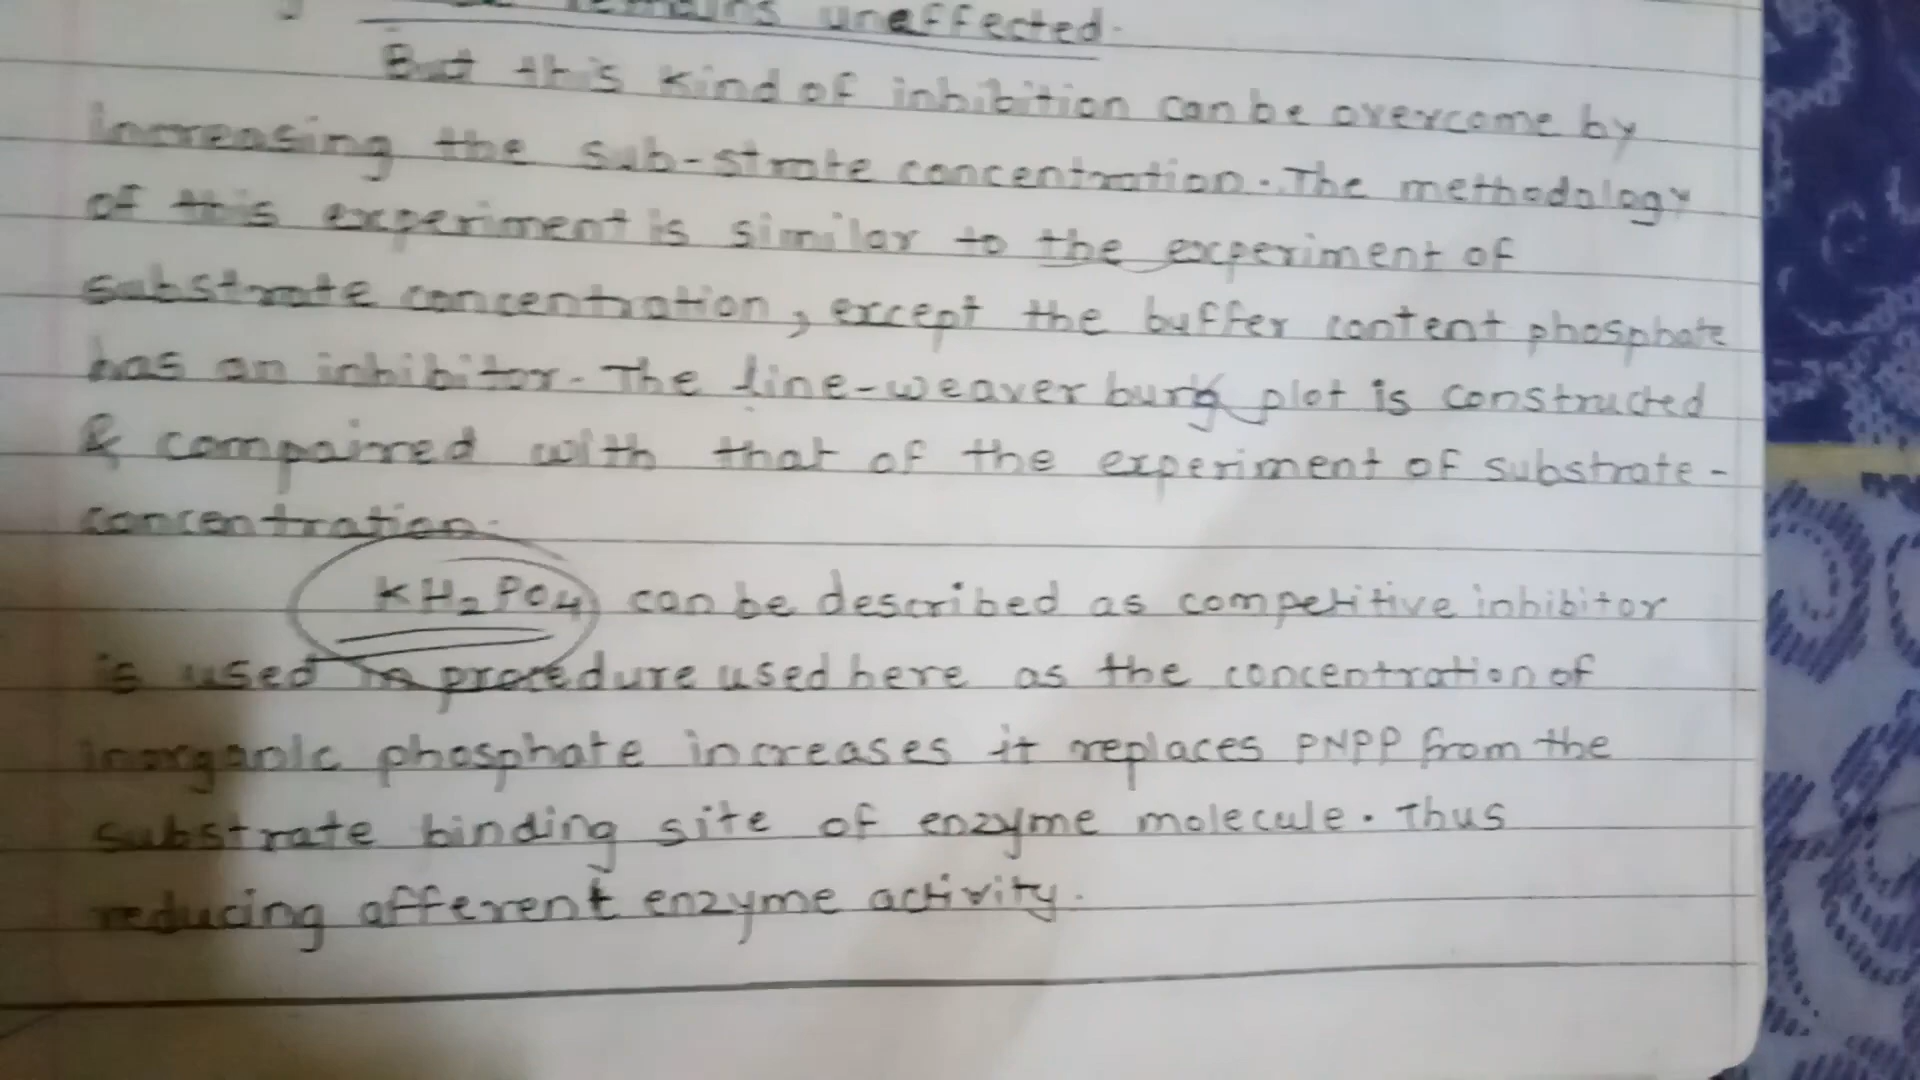 remains uneffected.
But this kind of inhibition can be overcome by
increasing the sub-strate concentration. The methodology
of this experiment is similar to the experiment of
substrate concentration, except the buffer content phosphate
has an inhibitor. The line-weaver burk plot is constructed
& compairred with that of the experiment of substrate-
concentration.
KH₂PO4 can be described as competitive inhibitor
is used procedure used here as the concentration of
inorganic phosphate increases it replaces PNPP from the
substrate binding site of enzyme molecule. Thus
reducing afferent enzyme activity.